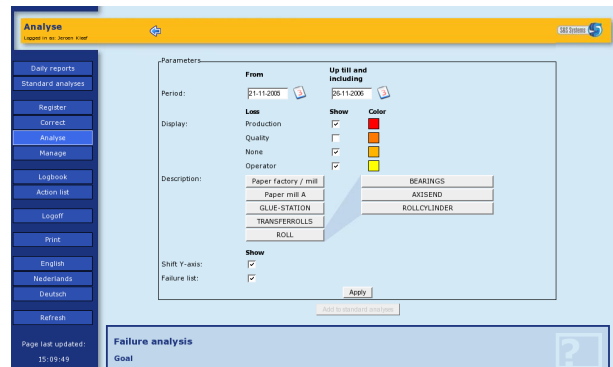 Analyse
Logged in as: Jeroen Kleef
SBS Systems
Daily reports
Standard analyses
Register
Correct
Analyse
Manage
Logbook
Action list
Logoff
Print
English
Nederlands
Deutsch
Refresh
Page last updated:
15:09:49
Parameters
From
Up till and
including
Period:
21-11-2005
3
26-11-2006
3
Loss
Show
Color
Display:
Production
Quality
None
Operator
Description:
Paper factory / mill
Paper mill A
GLUE-STATION
TRANSFERROLLS
ROLL
BEARINGS
AXISEND
ROLLCYLINDER
Show
Shift Y-axis:
Failure list:
Apply
Add to standard analyses
Failure analysis
Goal
?